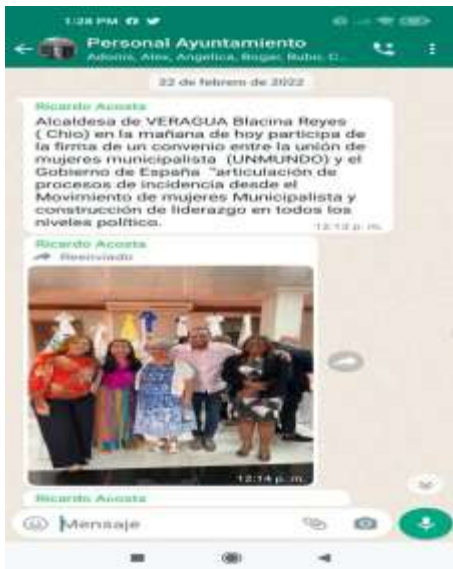 1:28 PM
Personal Ayuntamiento
Adonis, Alex, Angelica, Roger, Rubo, C...
22 de febrero de 2022
Ricardo Acosta
Alcaldesa de VERAGUA Blacina Reyes
( Chio) en la mañana de hoy participa de
la firma de un convenio entre la unión de
mujeres municipalista (UNMUNDO) y el
Gobierno de España "articulación de
procesos de incidencia desde el
Movimiento de mujeres Municipalista y
construcción de liderazgo en todos los
niveles político.
12:13 p. m.
Ricardo Acosta
Reenviado
12:14 p. m.
Ricardo Acosta
Mensaje